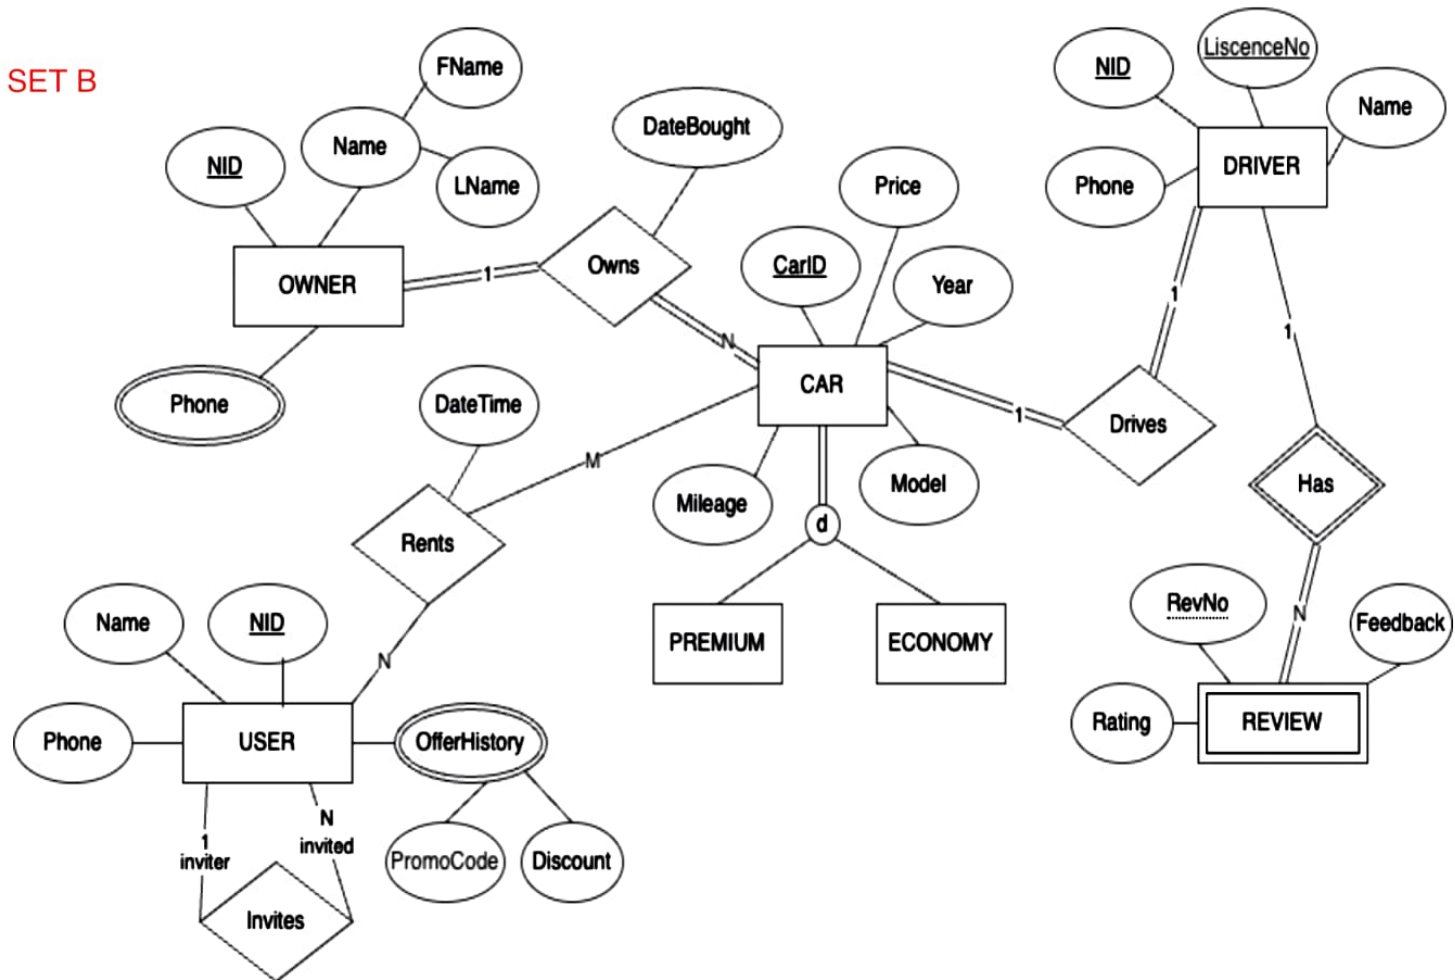 SET B
FName
Name
NID
LName
OWNER
Phone
DateBought
1
Owns
N
Price
CarID
Year
CAR
Mileage
Model
d
PREMIUM
ECONOMY
DateTime
M
Rents
N
NID
LiscenceNo
Name
Phone
DRIVER
1
1
Drives
1
Has
N
RevNo
Feedback
Rating
REVIEW
Name
NID
Phone
USER
OfferHistory
PromoCode
Discount
1
inviter
N
invited
Invites